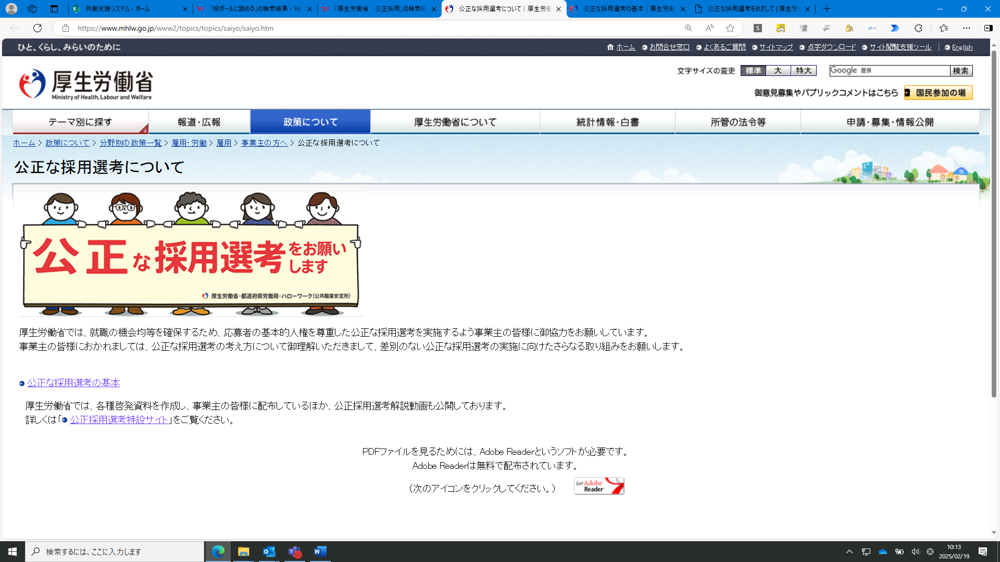 共働支援システム - ホーム
「段ボールに詰める」の検索結果 - Yah
「厚生労働省　公正採用」の検索結
公正な採用選考について｜厚生労働
公正な採用選考の基本｜厚生労働
公正な採用選考をめざして | 厚生労
https://www.mhlw.go.jp/www2/topics/topics/saiyo/saiyo.htm
ひと、くらし、みらいのために
ホーム
お問合せ窓口
よくあるご質問
サイトマップ
点字ダウンロード
サイト閲覧支援ツール
English
厚生労働省
Ministry of Health, Labour and Welfare
文字サイズの変更
標準
大
特大
Google 提供
検索
御意見募集やパブリックコメントはこちら
国民参加の場
テーマ別に探す
報道・広報
政策について
厚生労働省について
統計情報・白書
所管の法令等
申請・募集・情報公開
ホーム > 政策について > 分野別の政策一覧 > 雇用・労働 > 雇用 > 事業主の方へ > 公正な採用選考について
公正な採用選考について
公正な採用選考をお願いします
厚生労働省・都道府県労働局・ハローワーク(公共職業安定所)
厚生労働省では、就職の機会均等を確保するため、応募者の基本的人権を尊重した公正な採用選考を実施するよう事業主の皆様に御協力をお願いしています。
事業主の皆様におかれましては、公正な採用選考の考え方について御理解いただきまして、差別のない公正な採用選考の実施に向けたさらなる取り組みをお願いします。
公正な採用選考の基本
厚生労働省では、各種啓発資料を作成し、事業主の皆様に配布しているほか、公正採用選考解説動画も公開しております。
詳しくは「公正採用選考特設サイト」をご覧ください。
PDFファイルを見るためには、Adobe Readerというソフトが必要です。
Adobe Readerは無料で配布されています。
（次のアイコンをクリックしてください。）
Get Adobe
Reader
検索するには、ここに入力します
10:13
2025/02/19